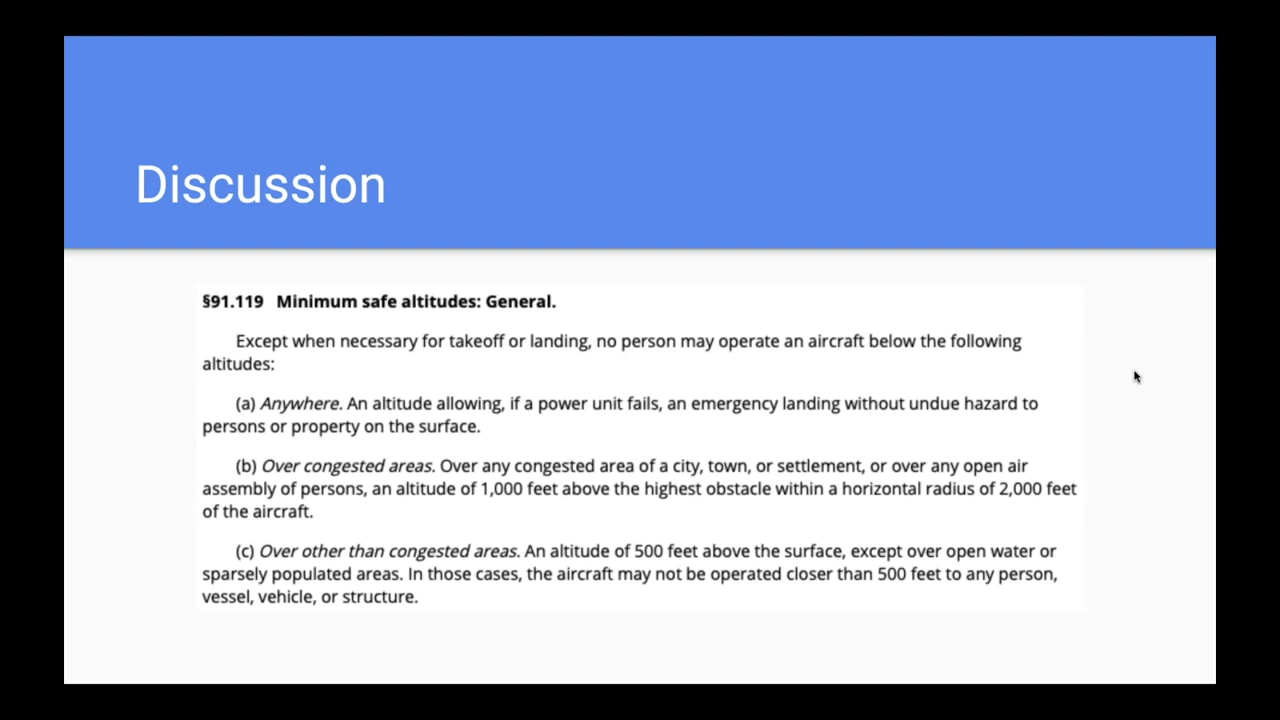 Discussion
§91.119 Minimum safe altitudes: General.
Except when necessary for takeoff or landing, no person may operate an aircraft below the following
altitudes:
(a) Anywhere. An altitude allowing, if a power unit fails, an emergency landing without undue hazard to
persons or property on the surface.
(b) Over congested areas. Over any congested area of a city, town, or settlement, or over any open air
assembly of persons, an altitude of 1,000 feet above the highest obstacle within a horizontal radius of 2,000 feet
of the aircraft.
(c) Over other than congested areas. An altitude of 500 feet above the surface, except over open water or
sparsely populated areas. In those cases, the aircraft may not be operated closer than 500 feet to any person,
vessel, vehicle, or structure.